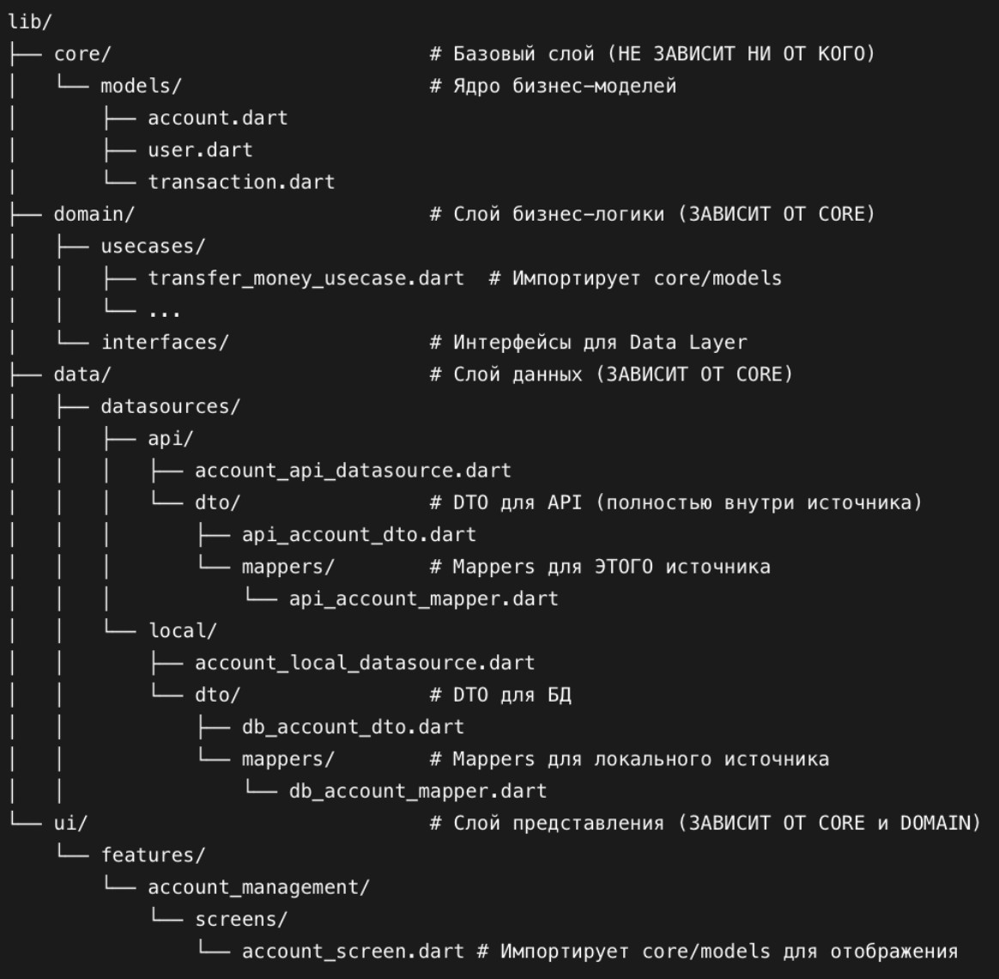 lib/
├── core/                           # Базовый слой (НЕ ЗАВИСИТ НИ ОТ КОГО)
│   └── models/                     # Ядро бизнес-моделей
│       ├── account.dart
│       ├── user.dart
│       └── transaction.dart
├── domain/                         # Слой бизнес-логики (ЗАВИСИТ ОТ CORE)
│   ├── usecases/
│   │   ├── transfer_money_usecase.dart  # Импортирует core/models
│   │   └── ...
│   └── interfaces/                 # Интерфейсы для Data Layer
├── data/                           # Слой данных (ЗАВИСИТ ОТ CORE)
│   ├── datasources/
│   │   ├── api/
│   │   │   ├── account_api_datasource.dart
│   │   │   └── dto/                # DTO для API (полностью внутри источника)
│   │   │       ├── api_account_dto.dart
│   │   │       └── mappers/        # Mappers для ЭТОГО источника
│   │   │           └── api_account_mapper.dart
│   │   └── local/
│   │       ├── account_local_datasource.dart
│   │       └── dto/                # DTO для БД
│   │           ├── db_account_dto.dart
│   │           └── mappers/        # Mappers для локального источника
│   │               └── db_account_mapper.dart
└── ui/                             # Слой представления (ЗАВИСИТ ОТ CORE и DOMAIN)
    └── features/
        └── account_management/
            └── screens/
                └── account_screen.dart # Импортирует core/models для отображения